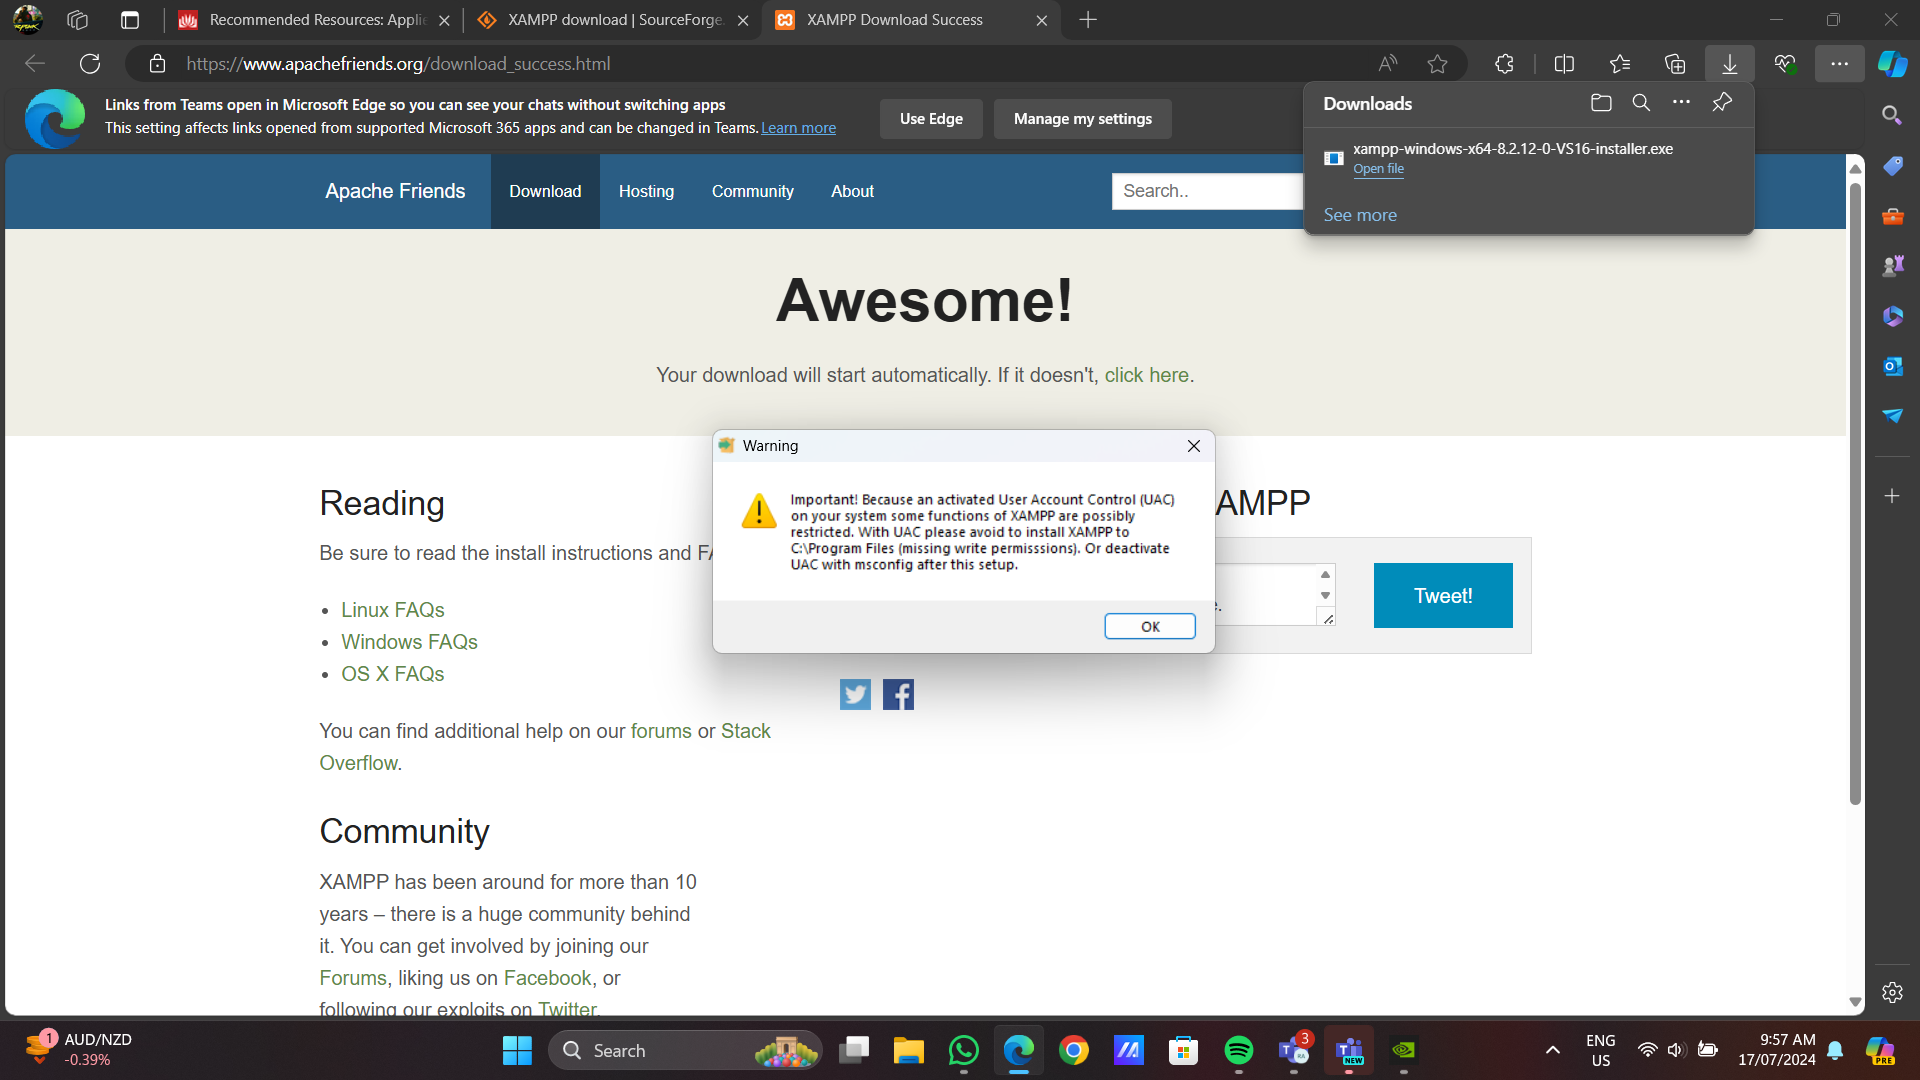 Recommended Resources: Applie
XAMPP download | SourceForge.
XAMPP Download Success
https://www.apachefriends.org/download_success.html
Links from Teams open in Microsoft Edge so you can see your chats without switching apps
This setting affects links opened from supported Microsoft 365 apps and can be changed in Teams. Learn more
Use Edge
Manage my settings
Downloads
xampp-windows-x64-8.2.12-0-VS16-installer.exe
Open file
See more
Apache Friends
Download
Hosting
Community
About
Search..
Awesome!
Your download will start automatically. If it doesn't, click here.
Warning
Important! Because an activated User Account Control (UAC)
on your system some functions of XAMPP are possibly
restricted. With UAC please avoid to install XAMPP to
C:\Program Files (missing write permisssions). Or deactivate
UAC with msconfig after this setup.
OK
Reading
Be sure to read the install instructions and FA
• Linux FAQs
• Windows FAQs
• OS X FAQs
You can find additional help on our forums or Stack
Overflow.
AMPP
e.
Tweet!
Community
XAMPP has been around for more than 10
years – there is a huge community behind
it. You can get involved by joining our
Forums, liking us on Facebook, or
following our exploits on Twitter.
1
AUD/NZD
-0.39%
Search
3
RA
NEW
ENG
US
9:57 AM
17/07/2024
PRE